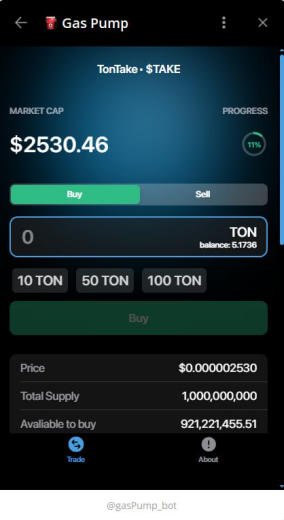 Gas Pump
TonTake • $TAKE
MARKET CAP
PROGRESS
$2530.46
11%
Buy
Sell
0
TON
balance: 5.1736
10 TON
50 TON
100 TON
Buy
Price
$0.000002530
Total Supply
1,000,000,000
Avaliable to buy
921,221,455.51
Trade
About
@gasPump_bot